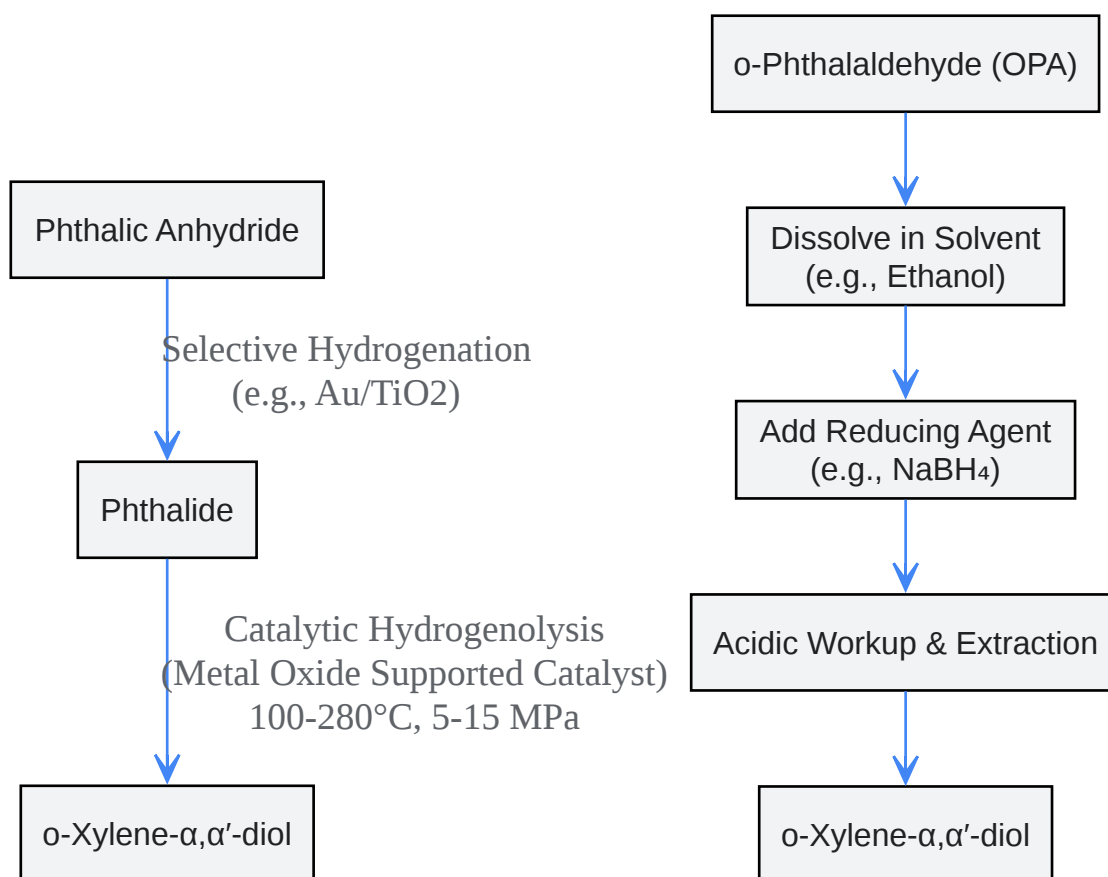 Phthalic Anhydride
Selective Hydrogenation
(e.g., Au/TiO2)
Phthalide
Catalytic Hydrogenolysis
(Metal Oxide Supported Catalyst)
100-280°C, 5-15 MPa
o-Xylene-α,α′-diol
o-Phthalaldehyde (OPA)
Dissolve in Solvent
(e.g., Ethanol)
Add Reducing Agent
(e.g., NaBH₄)
Acidic Workup & Extraction
o-Xylene-α,α′-diol